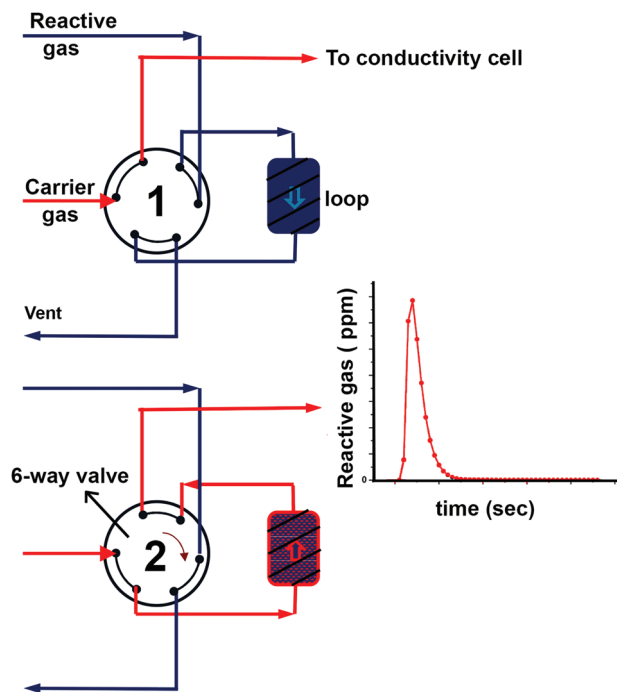 Reactive
gas
To conductivity cell
Carrier
gas
1
loop
Vent
6-way valve
2
Reactive gas ( ppm)
0
time (sec)